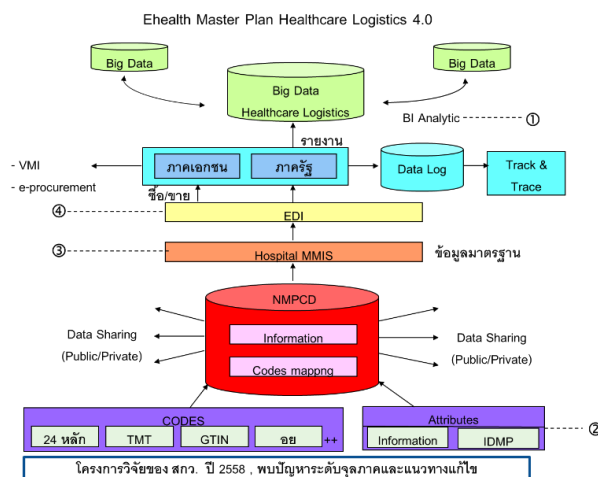 Ehealth Master Plan Healthcare Logistics 4.0
Big Data
Big Data
Big Data
Healthcare Logistics
BI Analytic
①
รายงาน
- VMI
- e-procurement
ภาคเอกชน
ภาครัฐ
Data Log
Track &
Trace
ซื้อ/ขาย
④
EDI
③
Hospital MMIS
ข้อมูลมาตรฐาน
NMPCD
Information
Codes mappng
Data Sharing
(Public/Private)
Data Sharing
(Public/Private)
CODES
24 หลัก
TMT
GTIN
อย
++
Attributes
Information
IDMP
②
โครงการวิจัยของ สกว. ปี 2558 , พบปัญหาระดับจุลภาคและแนวทางแก้ไข